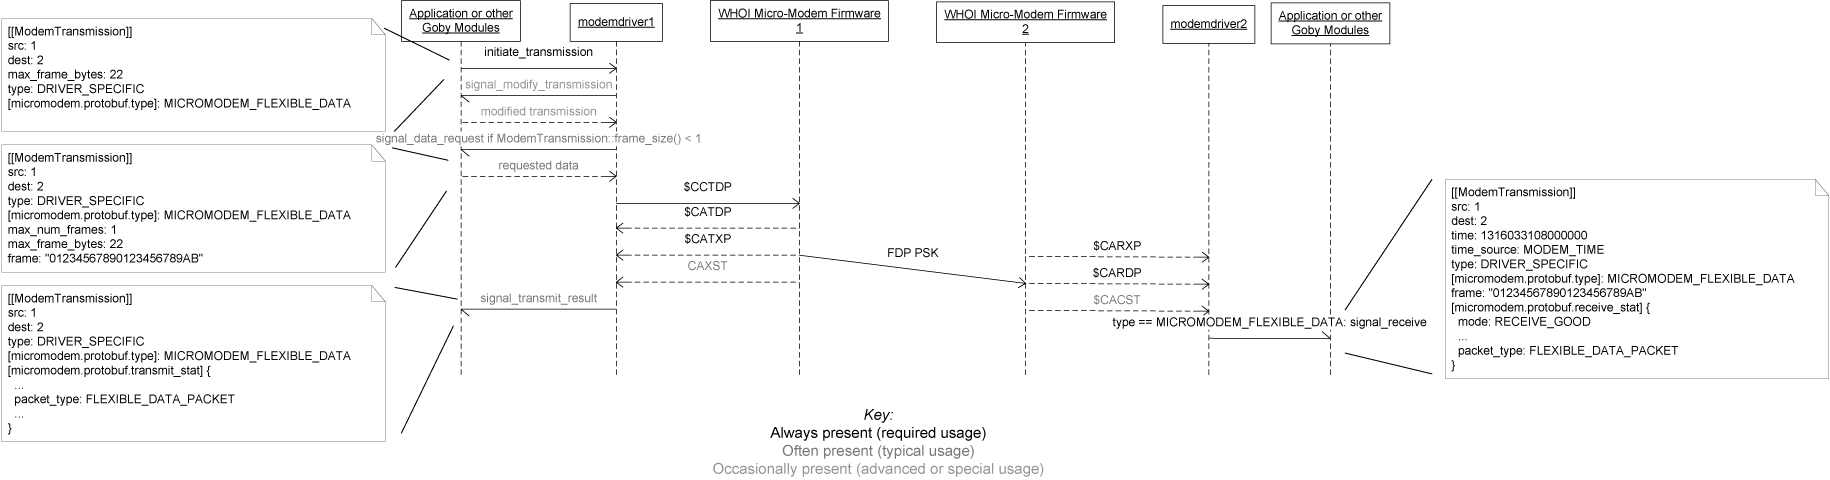 Application or other
Goby Modules
modemdriver1
WHOI Micro-Modem Firmware
1
WHOI Micro-Modem Firmware
2
modemdriver2
Application or other
Goby Modules
[[ModemTransmission]]
src: 1
dest: 2
max_frame_bytes: 22
type: DRIVER_SPECIFIC
[micromodem.protobuf.type]: MICROMODEM_FLEXIBLE_DATA
initiate_transmission
signal_modify_transmission
modified transmission
signal_data_request if ModemTransmission::frame_size() < 1
requested data
[[ModemTransmission]]
src: 1
dest: 2
type: DRIVER_SPECIFIC
[micromodem.protobuf.type]: MICROMODEM_FLEXIBLE_DATA
max_num_frames: 1
max_frame_bytes: 22
frame: "01234567890123456789AB"
$CCTDP
$CATDP
$CATXP
CAXST
FDP PSK
$CARXP
$CARDP
$CACST
signal_transmit_result
type == MICROMODEM_FLEXIBLE_DATA: signal_receive
[[ModemTransmission]]
src: 1
dest: 2
type: DRIVER_SPECIFIC
[micromodem.protobuf.type]: MICROMODEM_FLEXIBLE_DATA
[micromodem.protobuf.transmit_stat] {
...
packet_type: FLEXIBLE_DATA_PACKET
...
}
[[ModemTransmission]]
src: 1
dest: 2
time: 1316033108000000
time_source: MODEM_TIME
type: DRIVER_SPECIFIC
[micromodem.protobuf.type]: MICROMODEM_FLEXIBLE_DATA
frame: "01234567890123456789AB"
[micromodem.protobuf.receive_stat] {
mode: RECEIVE_GOOD
...
packet_type: FLEXIBLE_DATA_PACKET
}
Key:
Always present (required usage)
Often present (typical usage)
Occasionally present (advanced or special usage)